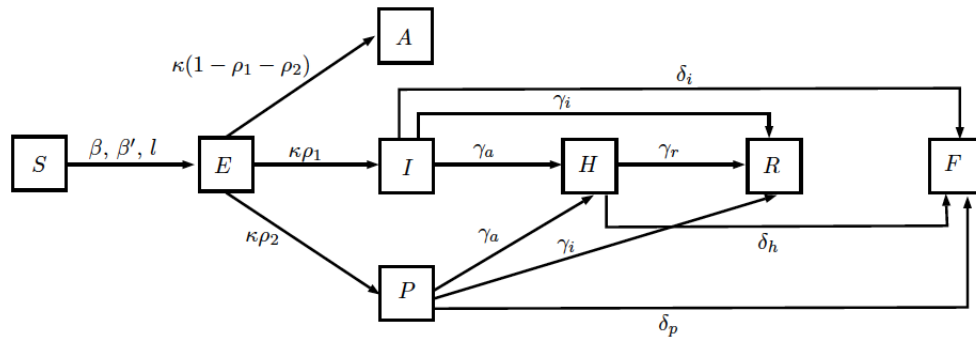 A
κ(1 − ρ₁ − ρ₂)
δᵢ
γᵢ
S
β, β′, l
E
κρ₁
I
γₐ
H
γᵣ
R
F
κρ₂
γₐ
γᵢ
δₕ
P
δₚ